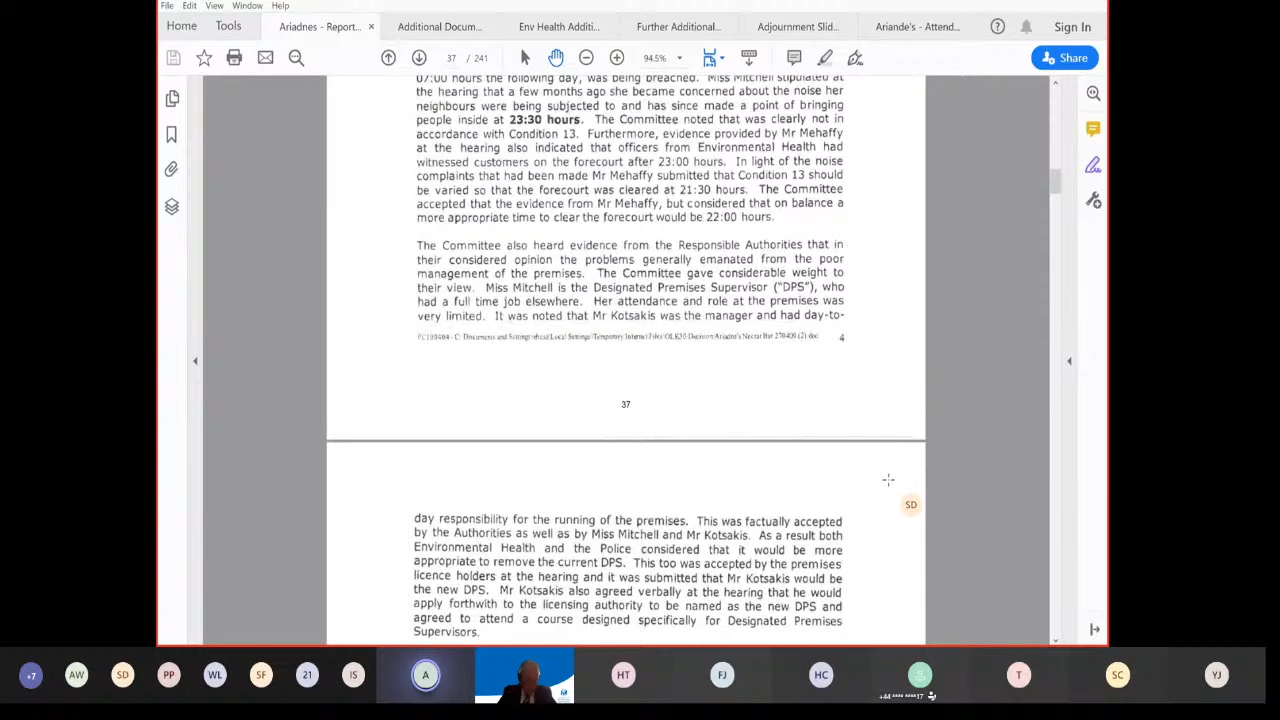 File Edit View Window Help
Home Tools Ariadnes - Report... × Additional Docum... Env Health Additi... Further Additional... Adjournment Slid... Ariande's - Attend... Sign In
37 / 241 94.5% Share
07:00 hours the following day, was being breached. Miss Mitchell stipulated at
the hearing that a few months ago she became concerned about the noise her
neighbours were being subjected to and has since made a point of bringing
people inside at 23:30 hours. The Committee noted that was clearly not in
accordance with Condition 13. Furthermore, evidence provided by Mr Mehaffy
at the hearing also indicated that officers from Environmental Health had
witnessed customers on the forecourt after 23:00 hours. In light of the noise
complaints that had been made Mr Mehaffy submitted that Condition 13 should
be varied so that the forecourt was cleared at 21:30 hours. The Committee
accepted that the evidence from Mr Mehaffy, but considered that on balance a
more appropriate time to clear the forecourt would be 22:00 hours.
The Committee also heard evidence from the Responsible Authorities that in
their considered opinion the problems generally emanated from the poor
management of the premises. The Committee gave considerable weight to
their view. Miss Mitchell is the Designated Premises Supervisor ("DPS"), who
had a full time job elsewhere. Her attendance and role at the premises was
very limited. It was noted that Mr Kotsakis was the manager and had day-to-
Documents and Local Settings Temporary Internet Files Decision Ariadne's Nectar Bar 270409 (2) doc 4
37
SD
day responsibility for the running of the premises. This was factually accepted
by the Authorities as well as by Miss Mitchell and Mr Kotsakis. As a result both
Environmental Health and the Police considered that it would be more
appropriate to remove the current DPS. This too was accepted by the premises
licence holders at the hearing and it was submitted that Mr Kotsakis would be
the new DPS. Mr Kotsakis also agreed verbally at the hearing that he would
apply forthwith to the licensing authority to be named as the new DPS and
agreed to attend a course designed specifically for Designated Premises
Supervisors.
+7 AW SD PP WL SF 21 IS A HT FJ HC T SC YJ
+44 **** ****17